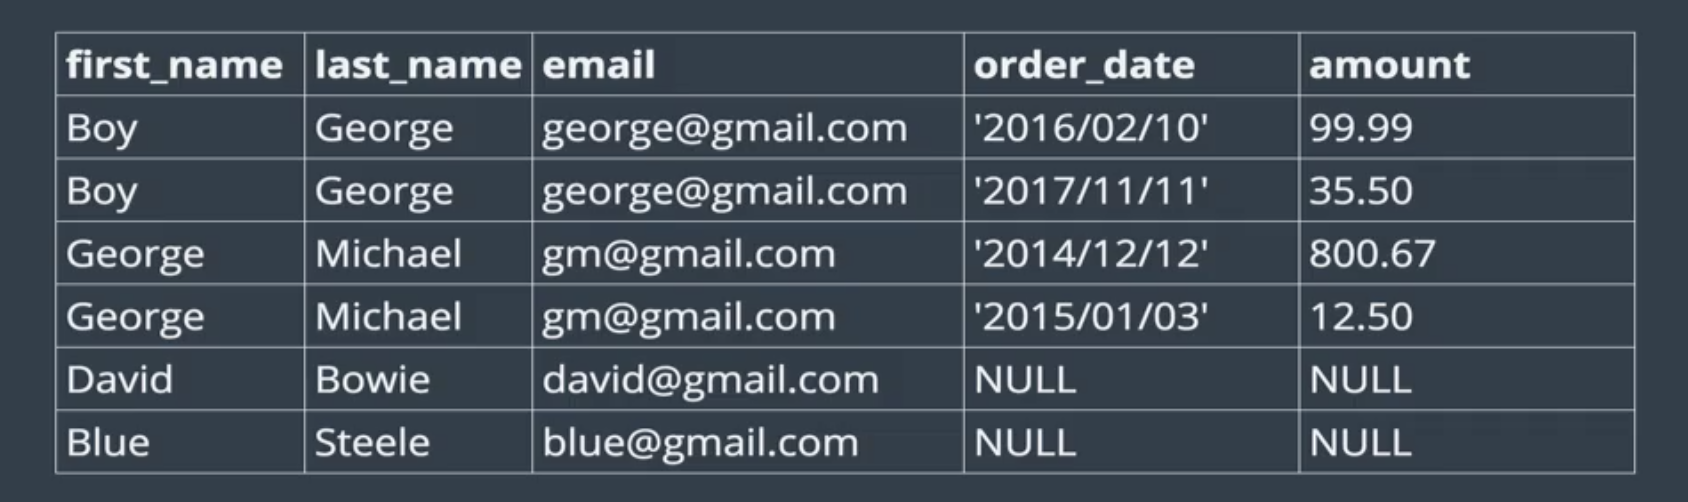 first_name last_name email order_date amount
Boy George george@gmail.com '2016/02/10' 99.99
Boy George george@gmail.com '2017/11/11' 35.50
George Michael gm@gmail.com '2014/12/12' 800.67
George Michael gm@gmail.com '2015/01/03' 12.50
David Bowie david@gmail.com NULL NULL
Blue Steele blue@gmail.com NULL NULL